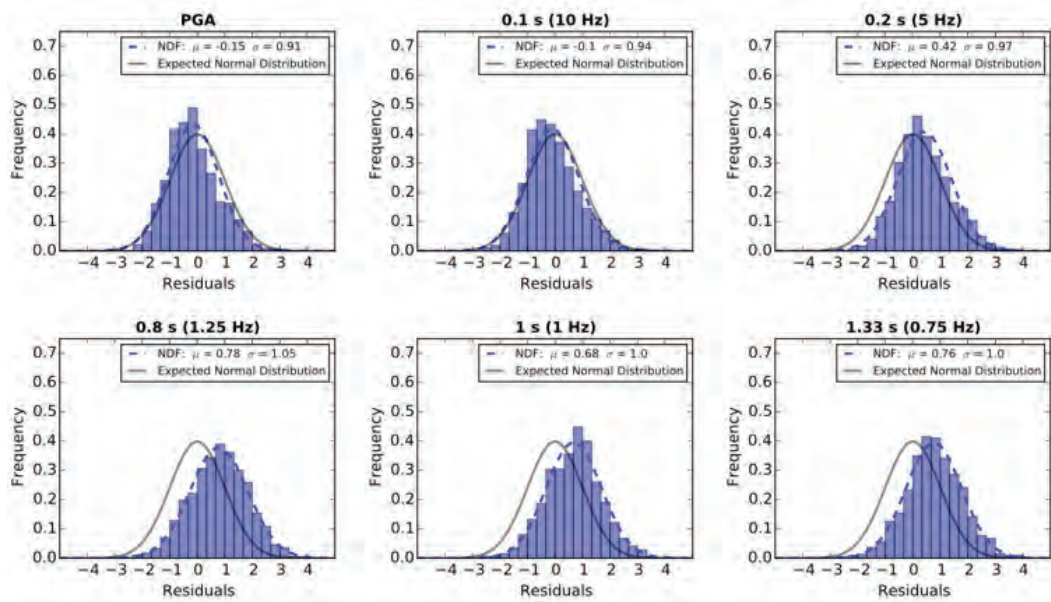 PGA
NDF: μ = -0.15 σ = 0.91
Expected Normal Distribution
0.7
0.6
0.5
0.4
0.3
0.2
0.1
0.0
Frequency
−4 −3 −2 −1 0 1 2 3 4
Residuals
0.1 s (10 Hz)
NDF: μ = -0.1 σ = 0.94
Expected Normal Distribution
0.7
0.6
0.5
0.4
0.3
0.2
0.1
0.0
Frequency
−4 −3 −2 −1 0 1 2 3 4
Residuals
0.2 s (5 Hz)
NDF: μ = 0.42 σ = 0.97
Expected Normal Distribution
0.7
0.6
0.5
0.4
0.3
0.2
0.1
0.0
Frequency
−4 −3 −2 −1 0 1 2 3 4
Residuals
0.8 s (1.25 Hz)
NDF: μ = 0.78 σ = 1.05
Expected Normal Distribution
0.7
0.6
0.5
0.4
0.3
0.2
0.1
0.0
Frequency
−4 −3 −2 −1 0 1 2 3 4
Residuals
1 s (1 Hz)
NDF: μ = 0.68 σ = 1.0
Expected Normal Distribution
0.7
0.6
0.5
0.4
0.3
0.2
0.1
0.0
Frequency
−4 −3 −2 −1 0 1 2 3 4
Residuals
1.33 s (0.75 Hz)
NDF: μ = 0.76 σ = 1.0
Expected Normal Distribution
0.7
0.6
0.5
0.4
0.3
0.2
0.1
0.0
Frequency
−4 −3 −2 −1 0 1 2 3 4
Residuals